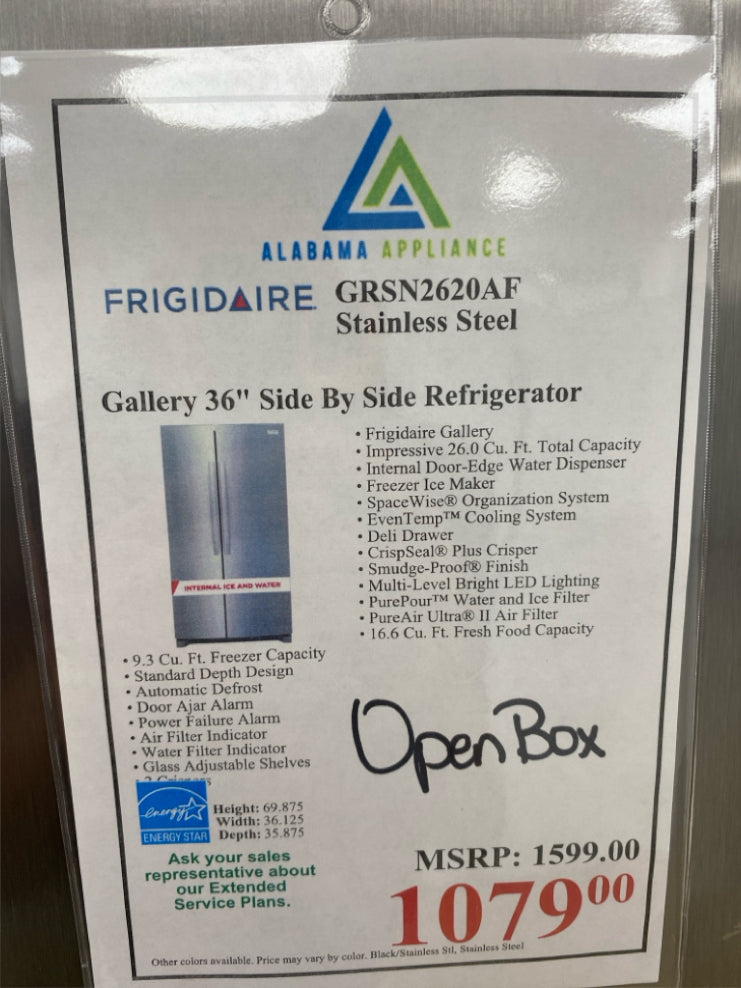 ALABAMA APPLIANCE
FRIGIDAIRE
GRSN2620AF
Stainless Steel
Gallery 36" Side By Side Refrigerator
INTERNAL ICE AND WATER
• Frigidaire Gallery
• Impressive 26.0 Cu. Ft. Total Capacity
• Internal Door-Edge Water Dispenser
• Freezer Ice Maker
• SpaceWise® Organization System
• EvenTemp™ Cooling System
• Deli Drawer
• CrispSeal® Plus Crisper
• Smudge-Proof® Finish
• Multi-Level Bright LED Lighting
• PurePour™ Water and Ice Filter
• PureAir Ultra® II Air Filter
• 16.6 Cu. Ft. Fresh Food Capacity
• 9.3 Cu. Ft. Freezer Capacity
• Standard Depth Design
• Automatic Defrost
• Door Ajar Alarm
• Power Failure Alarm
• Air Filter Indicator
• Water Filter Indicator
• Glass Adjustable Shelves
Open Box
energy
ENERGY STAR
Height: 69.875
Width: 36.125
Depth: 35.875
Ask your sales
representative about
our Extended
Service Plans.
MSRP: 1599.00
107900
Other colors available. Price may vary by color. Black/Stainless Stl, Stainless Steel